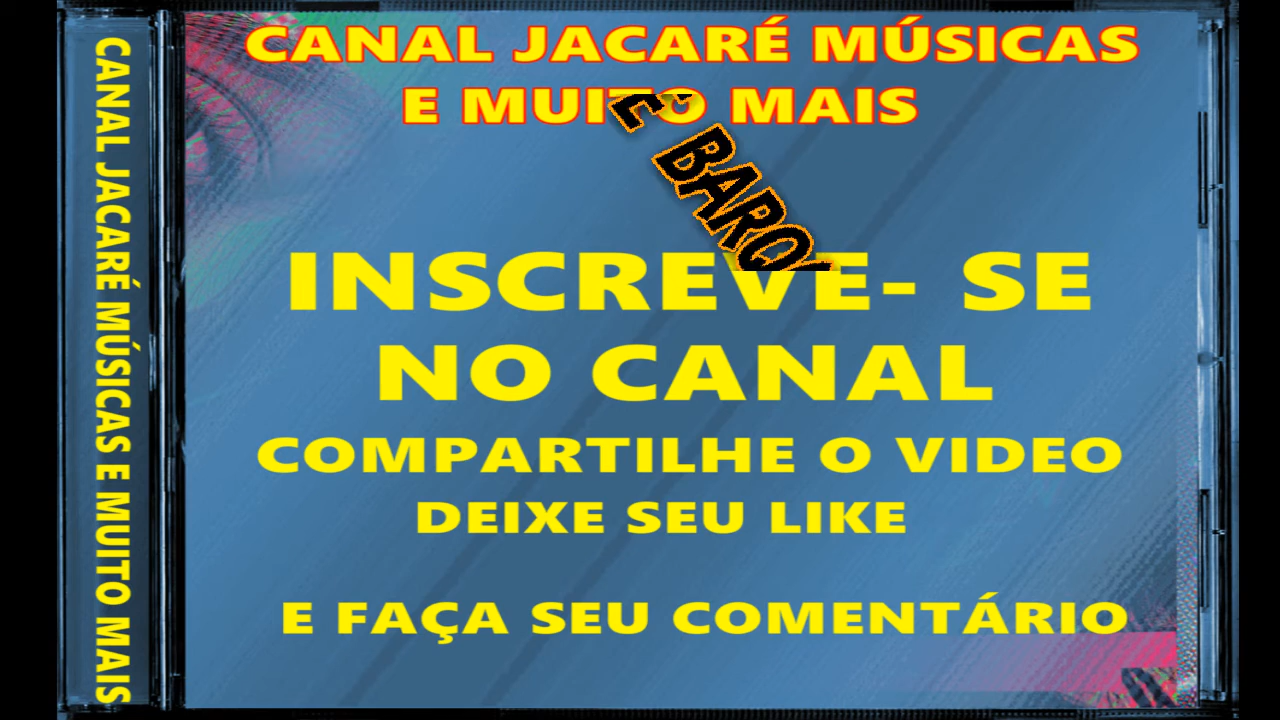 CANAL JACARÉ MÚSICAS E MUITO MAIS
CANAL JACARÉ MÚSICAS
E MUITO MAIS
INSCREVE- SE
NO CANAL
COMPARTILHE O VIDEO
DEIXE SEU LIKE
E FAÇA SEU COMENTÁRIO